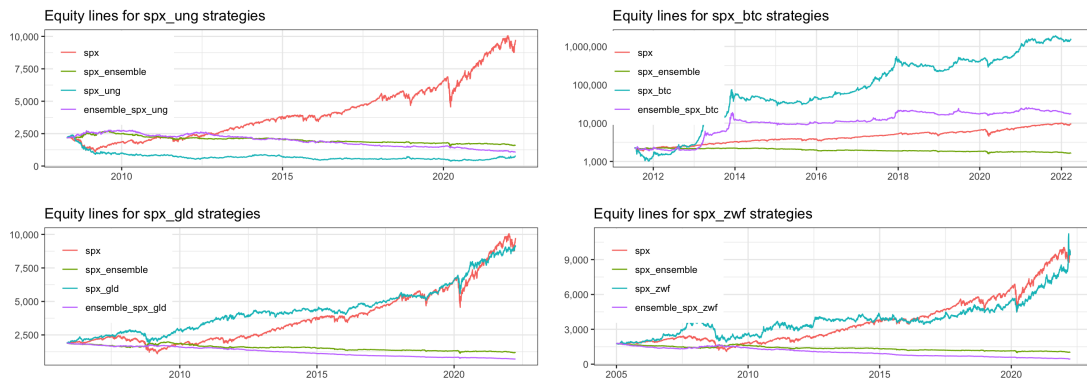 Equity lines for spx_ung strategies
10,000
7,500
5,000
2,500
0
spx
spx_ensemble
spx_ung
ensemble_spx_ung
2010
2015
2020
Equity lines for spx_btc strategies
1,000,000
100,000
10,000
1,000
spx
spx_ensemble
spx_btc
ensemble_spx_btc
2012
2014
2016
2018
2020
2022
Equity lines for spx_gld strategies
10,000
7,500
5,000
2,500
spx
spx_ensemble
spx_gld
ensemble_spx_gld
2010
2015
2020
Equity lines for spx_zwf strategies
9,000
6,000
3,000
0
spx
spx_ensemble
spx_zwf
ensemble_spx_zwf
2005
2010
2015
2020